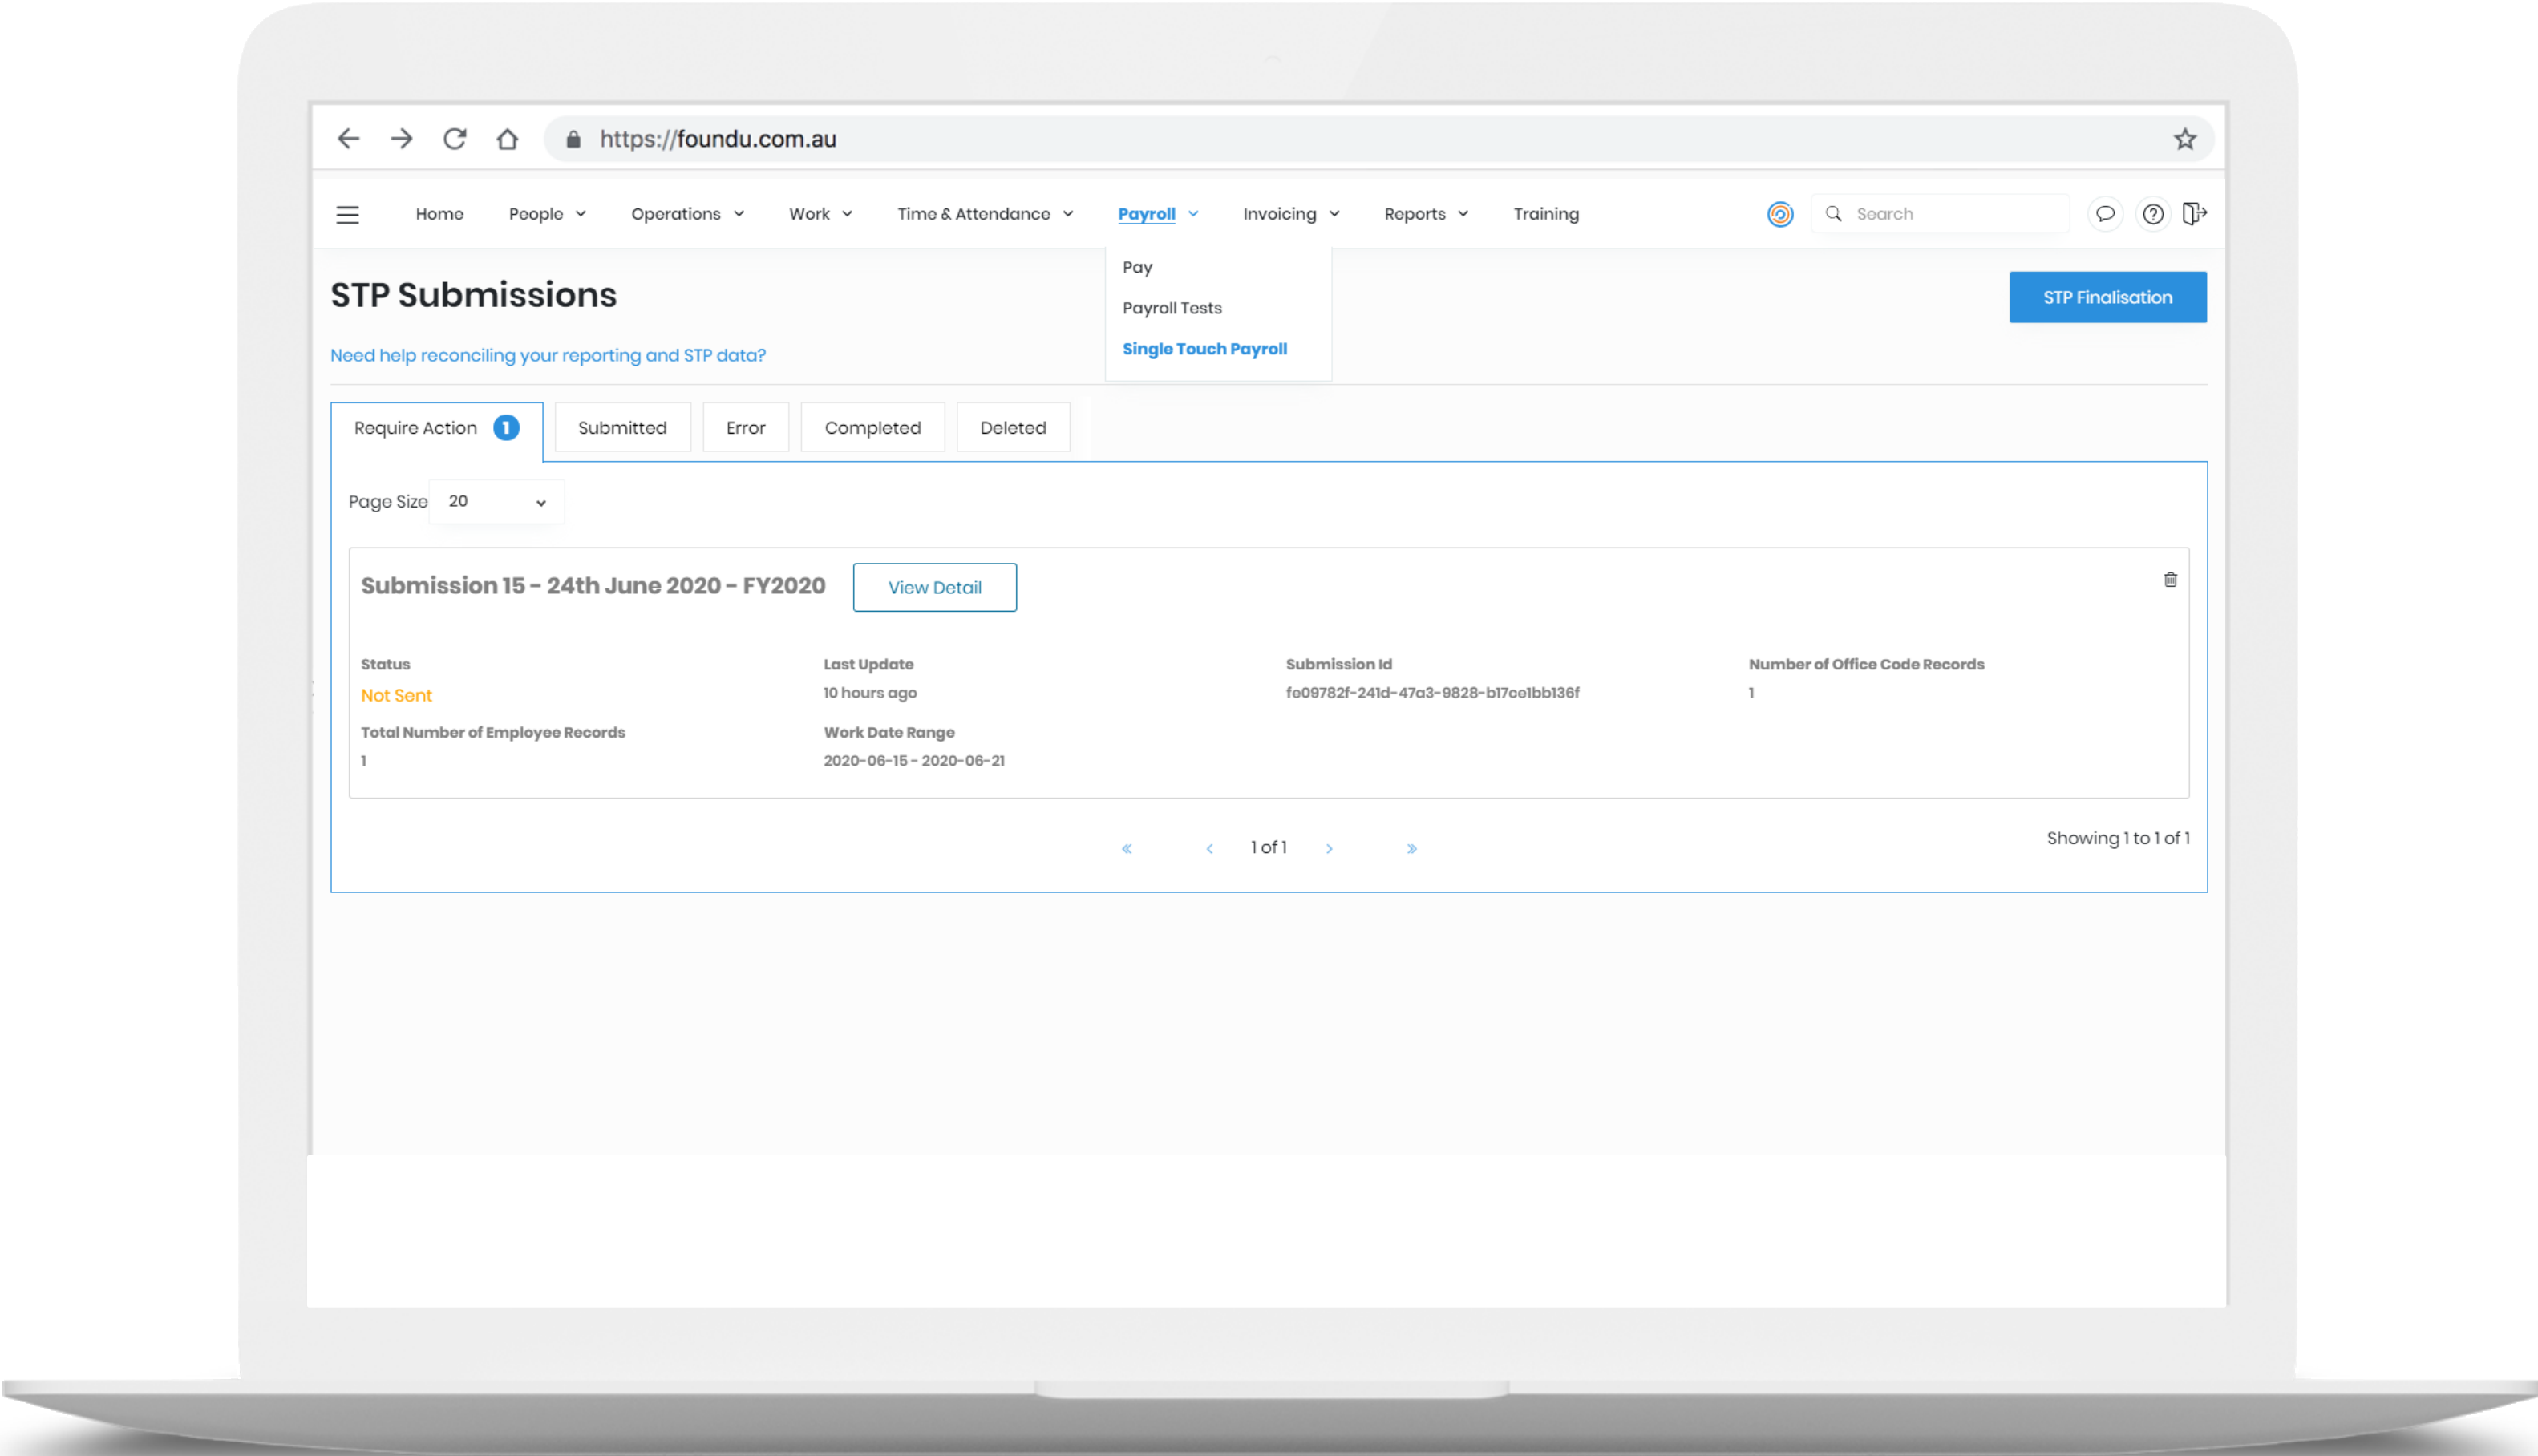 https://foundu.com.au
Home People Operations Work Time & Attendance Payroll Invoicing Reports Training Search
Pay
Payroll Tests
Single Touch Payroll
STP Submissions
STP Finalisation
Need help reconciling your reporting and STP data?
Require Action 1 Submitted Error Completed Deleted
Page Size 20
Submission 15 - 24th June 2020 - FY2020 View Detail
Status Last Update Submission Id Number of Office Code Records
Not Sent 10 hours ago fe09782f-241d-47a3-9828-b17ce1bb136f 1
Total Number of Employee Records Work Date Range
1 2020-06-15 - 2020-06-21
« ‹ 1 of 1 › »
Showing 1 to 1 of 1